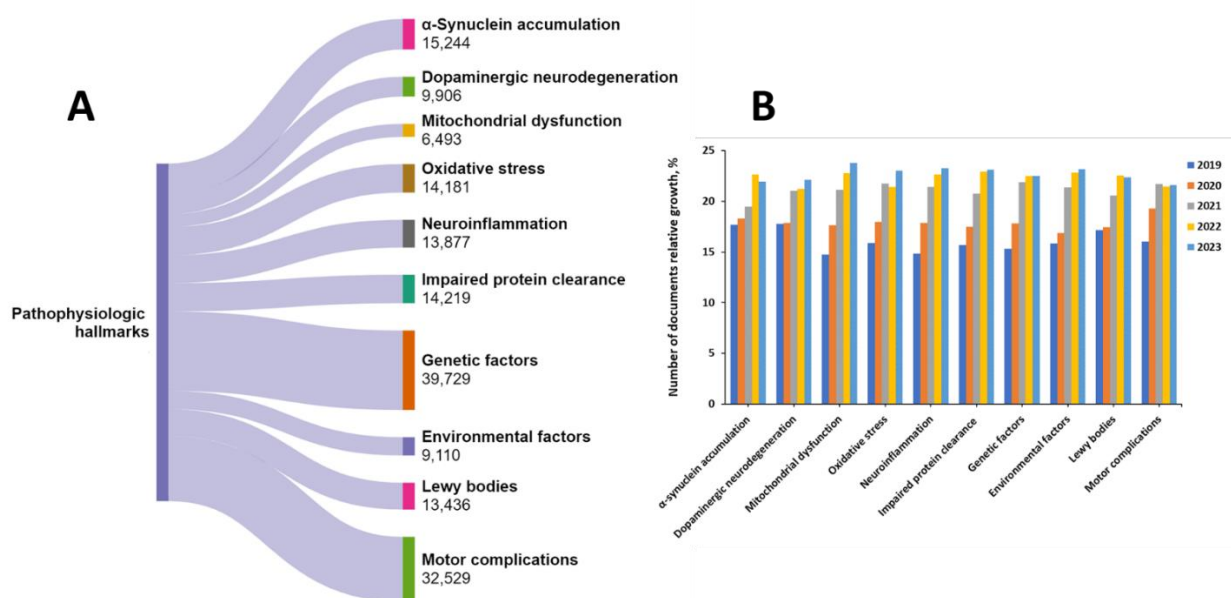 A
Pathophysiologic
hallmarks
α-Synuclein accumulation
15,244
Dopaminergic neurodegeneration
9,906
Mitochondrial dysfunction
6,493
Oxidative stress
14,181
Neuroinflammation
13,877
Impaired protein clearance
14,219
Genetic factors
39,729
Environmental factors
9,110
Lewy bodies
13,436
Motor complications
32,529
B
Number of documents relative growth, %
25
20
15
10
5
0
α-synuclein accumulation
Dopaminergic neurodegeneration
Mitochondrial dysfunction
Oxidative stress
Neuroinflammation
Impaired protein clearance
Genetic factors
Environmental factors
Lewy bodies
Motor complications
2019
2020
2021
2022
2023